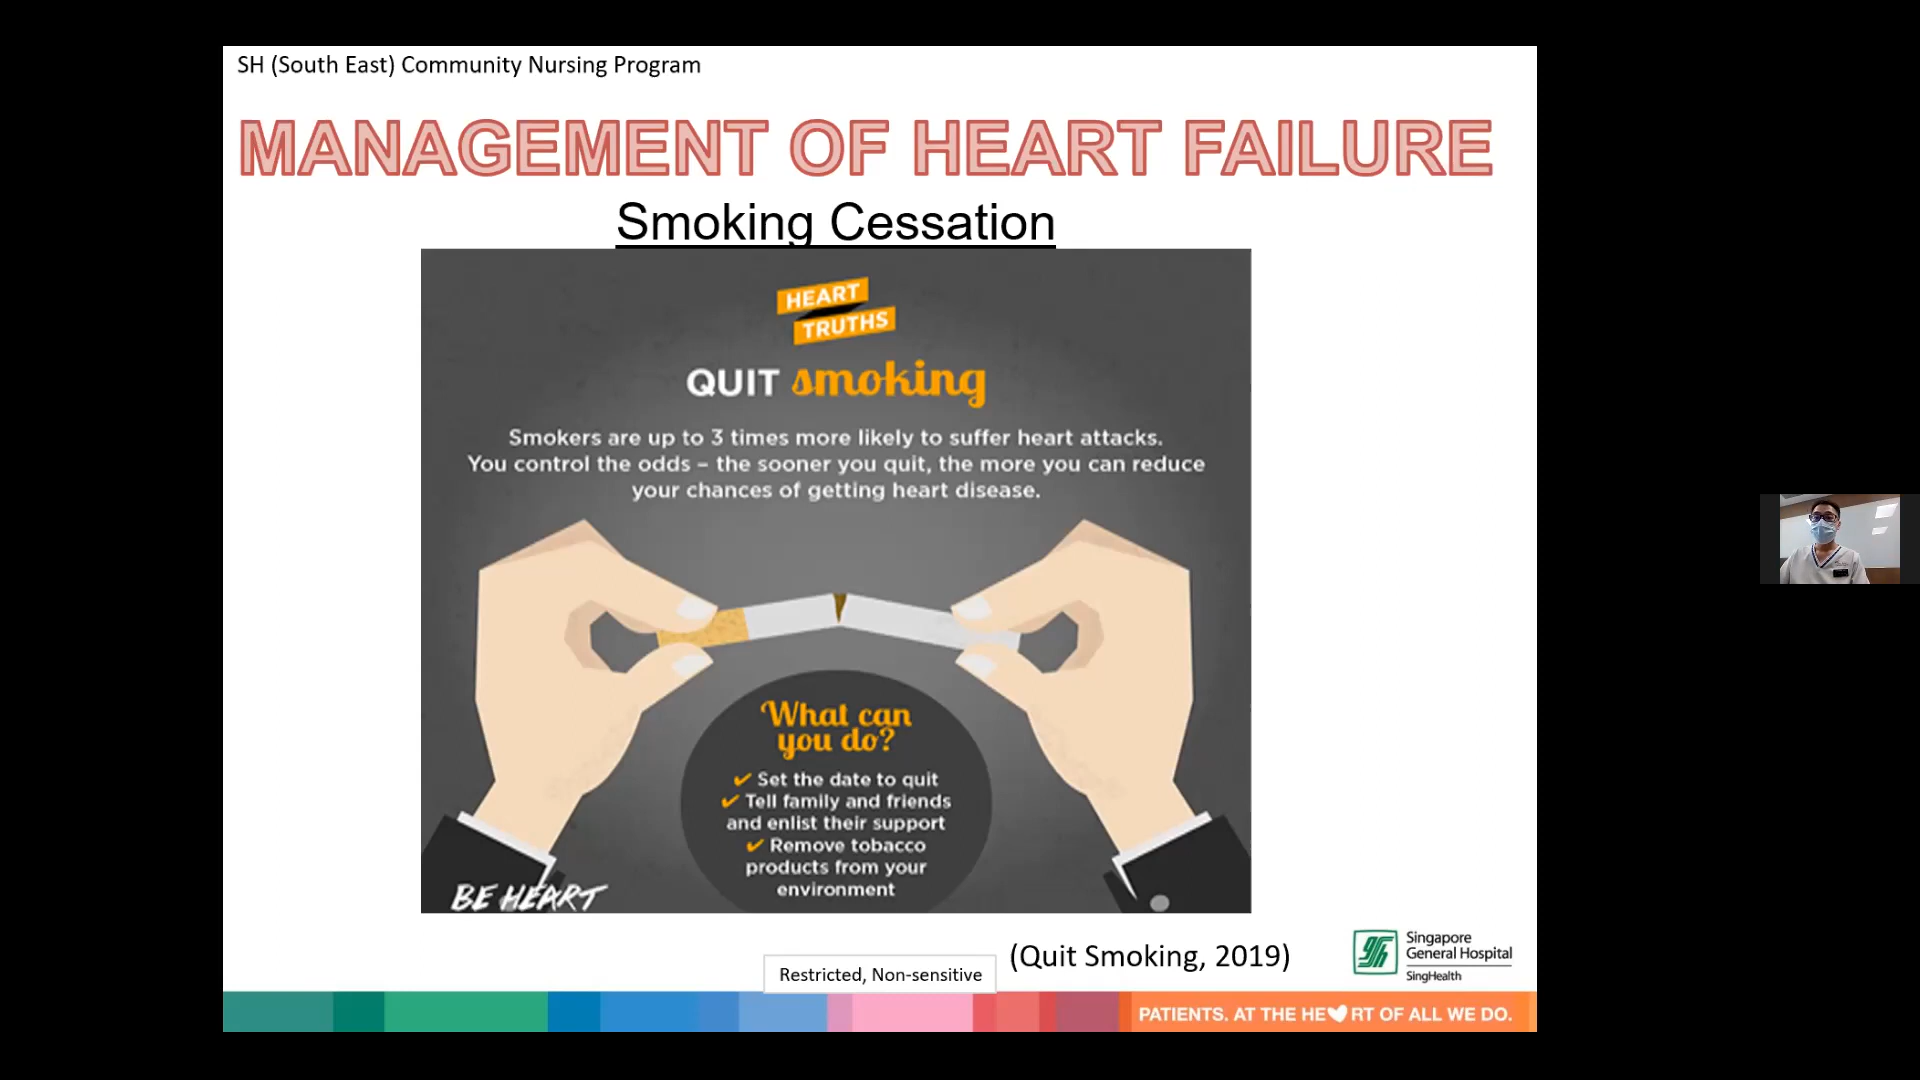 SH (South East) Community Nursing Program
MANAGEMENT OF HEART FAILURE
Smoking Cessation
HEART
TRUTHS
QUIT smoking
Smokers are up to 3 times more likely to suffer heart attacks.
You control the odds – the sooner you quit, the more you can reduce
your chances of getting heart disease.
What can
you do?
✔ Set the date to quit
✔ Tell family and friends
and enlist their support
✔ Remove tobacco
products from your
environment
BE HEART
(Quit Smoking, 2019)
Singapore
General Hospital
SingHealth
Restricted, Non-sensitive
PATIENTS. AT THE HE❤RT OF ALL WE DO.